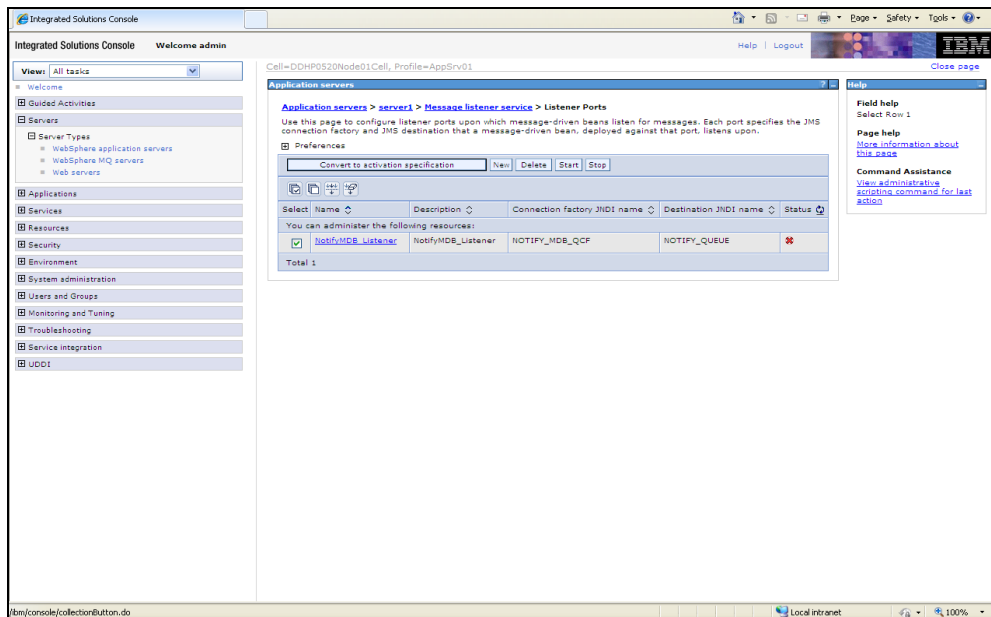 Integrated Solutions Console
Page Safety Tools
Integrated Solutions Console Welcome admin
Help | Logout
IBM
View: All tasks
Cell=DDHP0520Node01Cell, Profile=AppSrv01
Close page
Welcome
Guided Activities
Servers
Server Types
WebSphere application servers
WebSphere MQ servers
Web servers
Applications
Services
Resources
Security
Environment
System administration
Users and Groups
Monitoring and Tuning
Troubleshooting
Service integration
UDDI
Application servers ? -
Application servers > server1 > Message listener service > Listener Ports
Use this page to configure listener ports upon which message-driven beans listen for messages. Each port specifies the JMS
connection factory and JMS destination that a message-driven bean, deployed against that port, listens upon.
Preferences
Convert to activation specification New Delete Start Stop
Select Name Description Connection factory JNDI name Destination JNDI name Status
You can administer the following resources:
NotifyMDB_Listener NotifyMDB_Listener NOTIFY_MDB_QCF NOTIFY_QUEUE
Total 1
Help -
Field help
Select Row 1
Page help
More information about
this page
Command Assistance
View administrative
scripting command for last
action
/ibm/console/collectionButton.do
Local intranet
100%